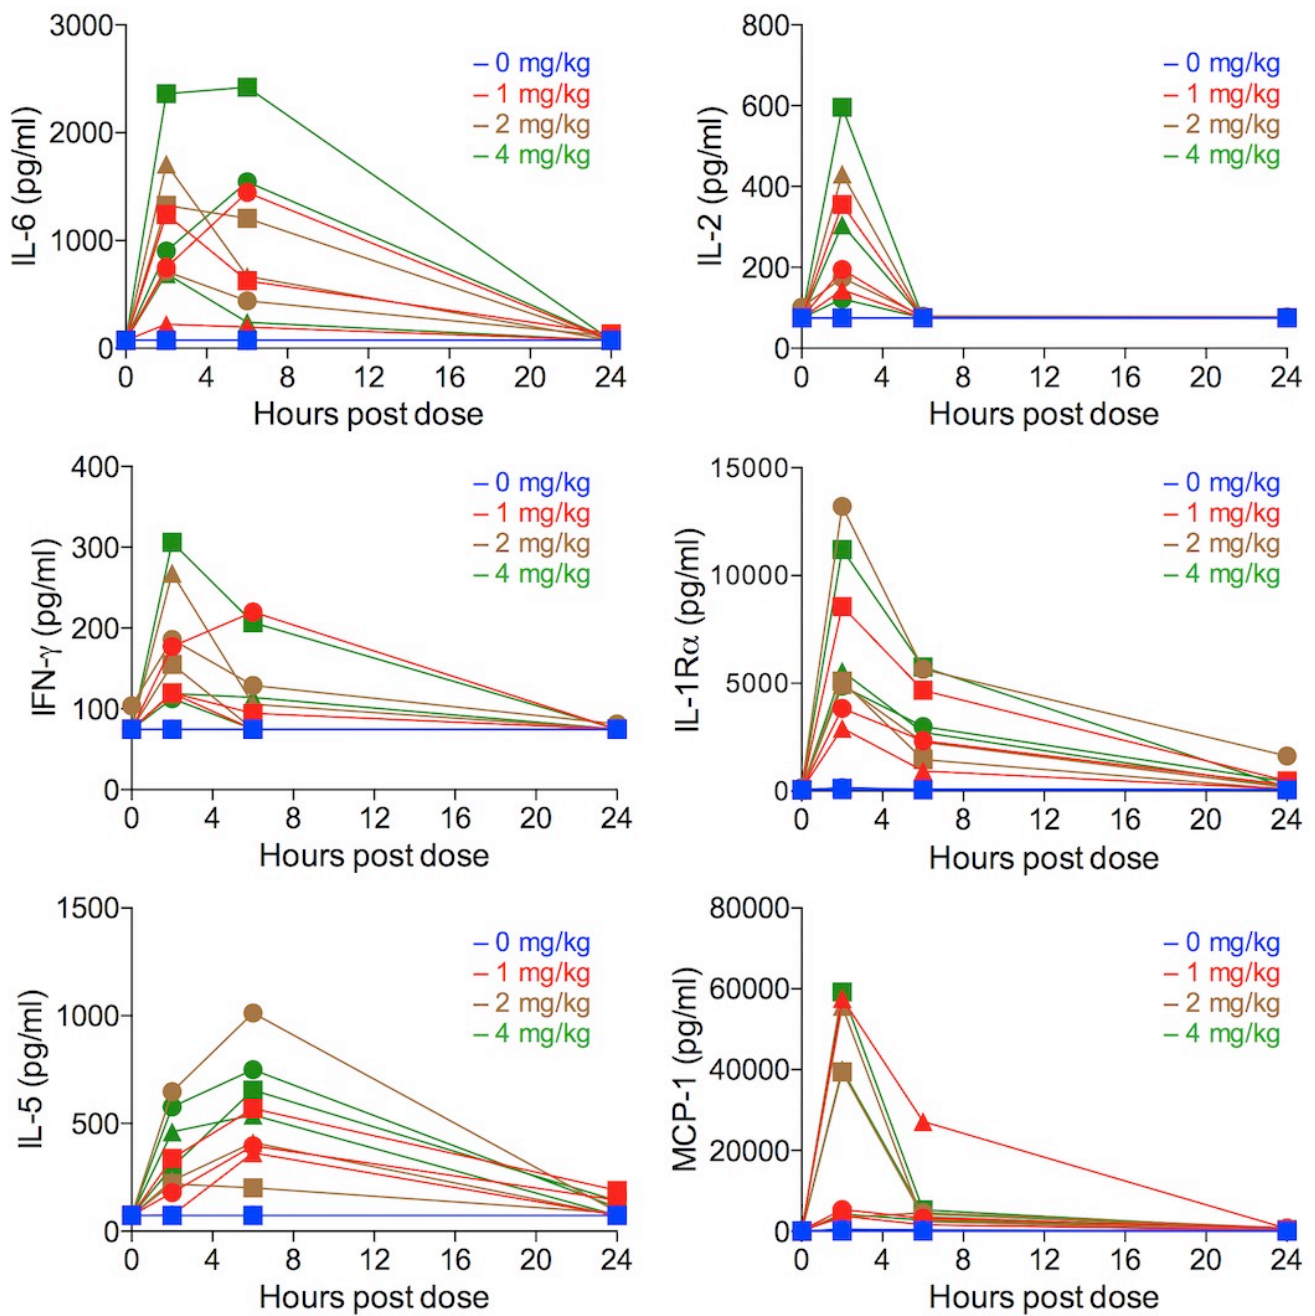 IL-6 (pg/ml)
3000
2000
1000
0
0 4 8 12 16 20 24
Hours post dose
– 0 mg/kg
– 1 mg/kg
– 2 mg/kg
– 4 mg/kg
IL-2 (pg/ml)
800
600
400
200
0
0 4 8 12 16 20 24
Hours post dose
– 0 mg/kg
– 1 mg/kg
– 2 mg/kg
– 4 mg/kg
IFN-γ (pg/ml)
400
300
200
100
0
0 4 8 12 16 20 24
Hours post dose
– 0 mg/kg
– 1 mg/kg
– 2 mg/kg
– 4 mg/kg
IL-1Rα (pg/ml)
15000
10000
5000
0
0 4 8 12 16 20 24
Hours post dose
– 0 mg/kg
– 1 mg/kg
– 2 mg/kg
– 4 mg/kg
IL-5 (pg/ml)
1500
1000
500
0
0 4 8 12 16 20 24
Hours post dose
– 0 mg/kg
– 1 mg/kg
– 2 mg/kg
– 4 mg/kg
MCP-1 (pg/ml)
80000
60000
40000
20000
0
0 4 8 12 16 20 24
Hours post dose
– 0 mg/kg
– 1 mg/kg
– 2 mg/kg
– 4 mg/kg